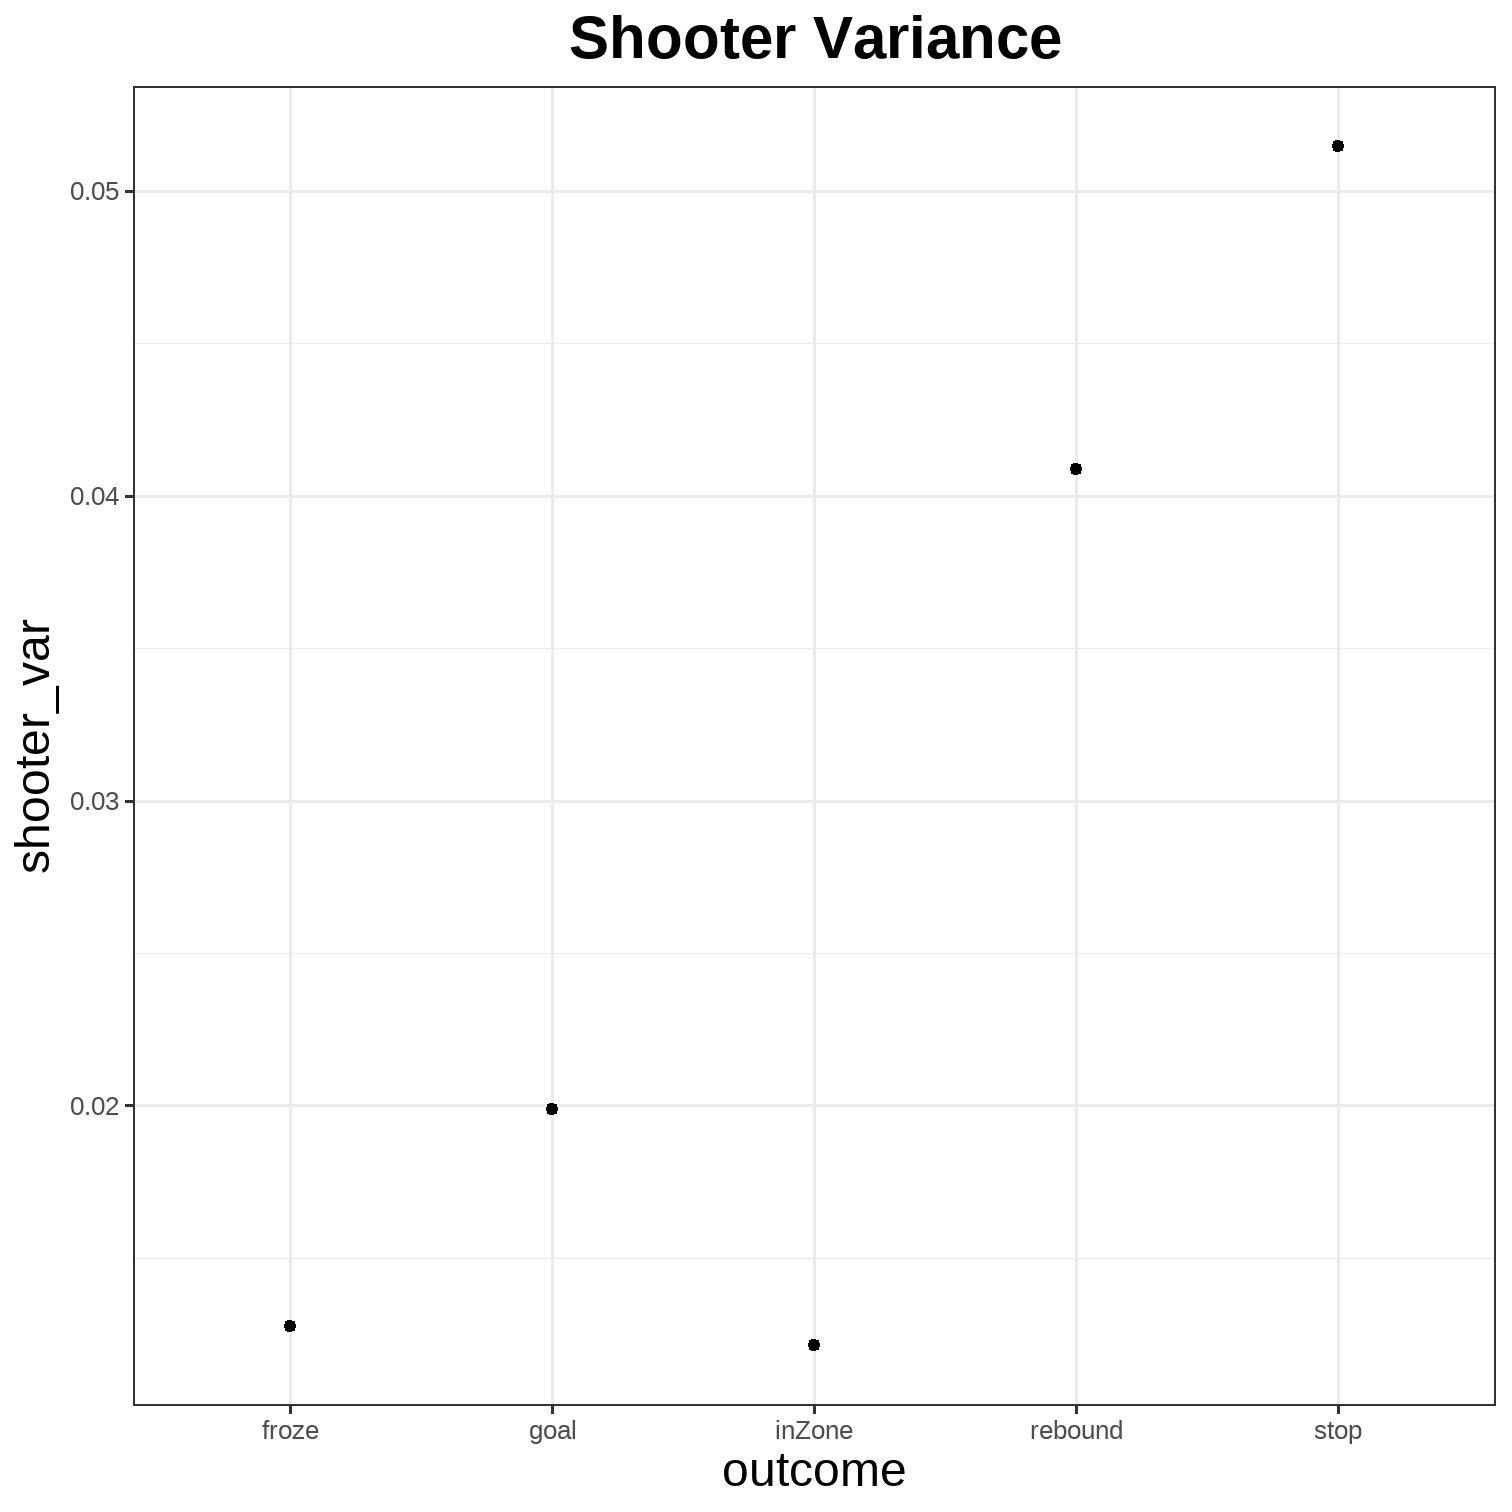 Shooter Variance
shooter_var
0.05
0.04
0.03
0.02
froze goal inZone rebound stop
outcome